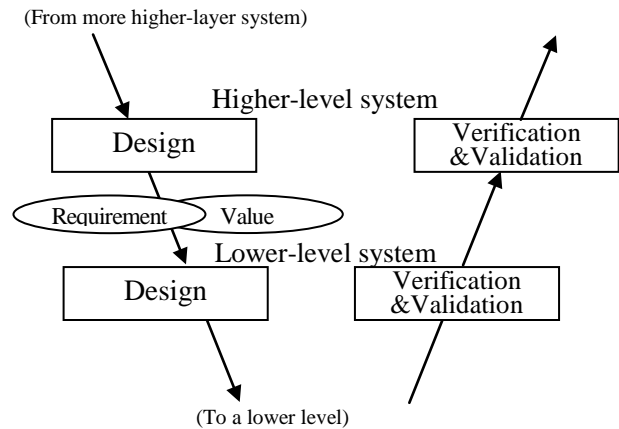 (From more higher-layer system)
Higher-level system
Design
Verification
&Validation
Requirement
Value
Lower-level system
Design
Verification
&Validation
(To a lower level)